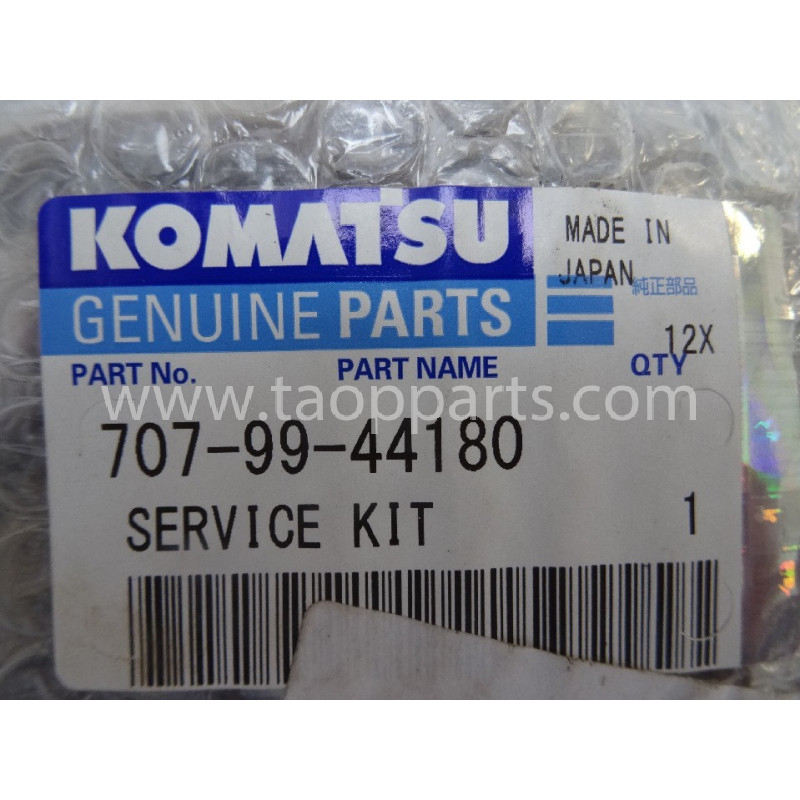 KOMATSU
MADE IN
JAPAN
純正部品
GENUINE PARTS
12X
PART No. PART NAME QTY
www.taopparts.com
707-99-44180
SERVICE KIT 1